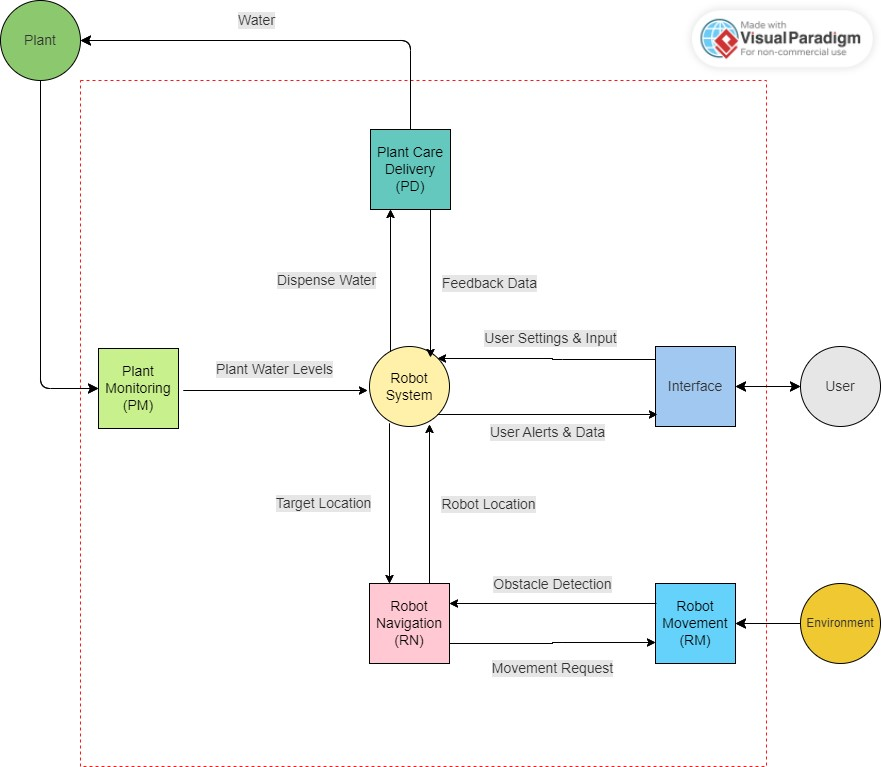 Water
Made with
Visual Paradigm
For non-commercial use
Plant
Plant Care
Delivery
(PD)
Dispense Water
Feedback Data
User Settings & Input
Plant
Monitoring
(PM)
Plant Water Levels
Robot
System
Interface
User
User Alerts & Data
Target Location
Robot Location
Obstacle Detection
Robot
Navigation
(RN)
Robot
Movement
(RM)
Environment
Movement Request